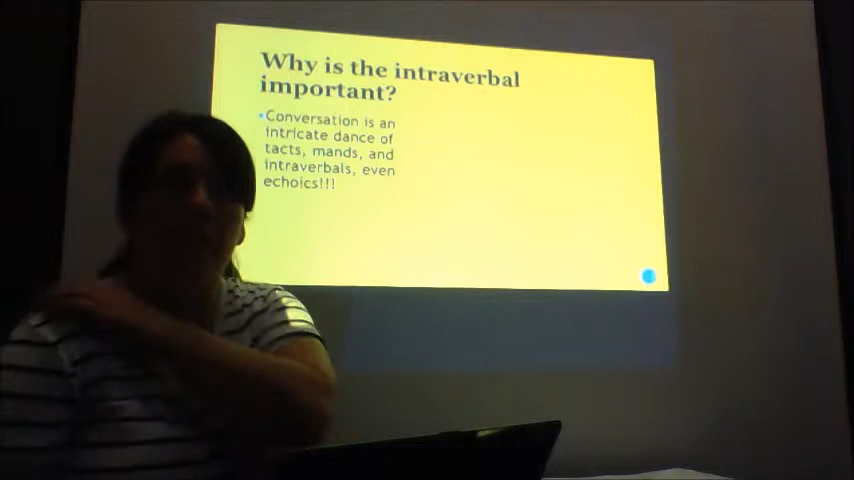 Why is the intraverbal
important?
Conversation is an
intricate dance of
tacts, mands, and
intraverbals, even
echoics!!!